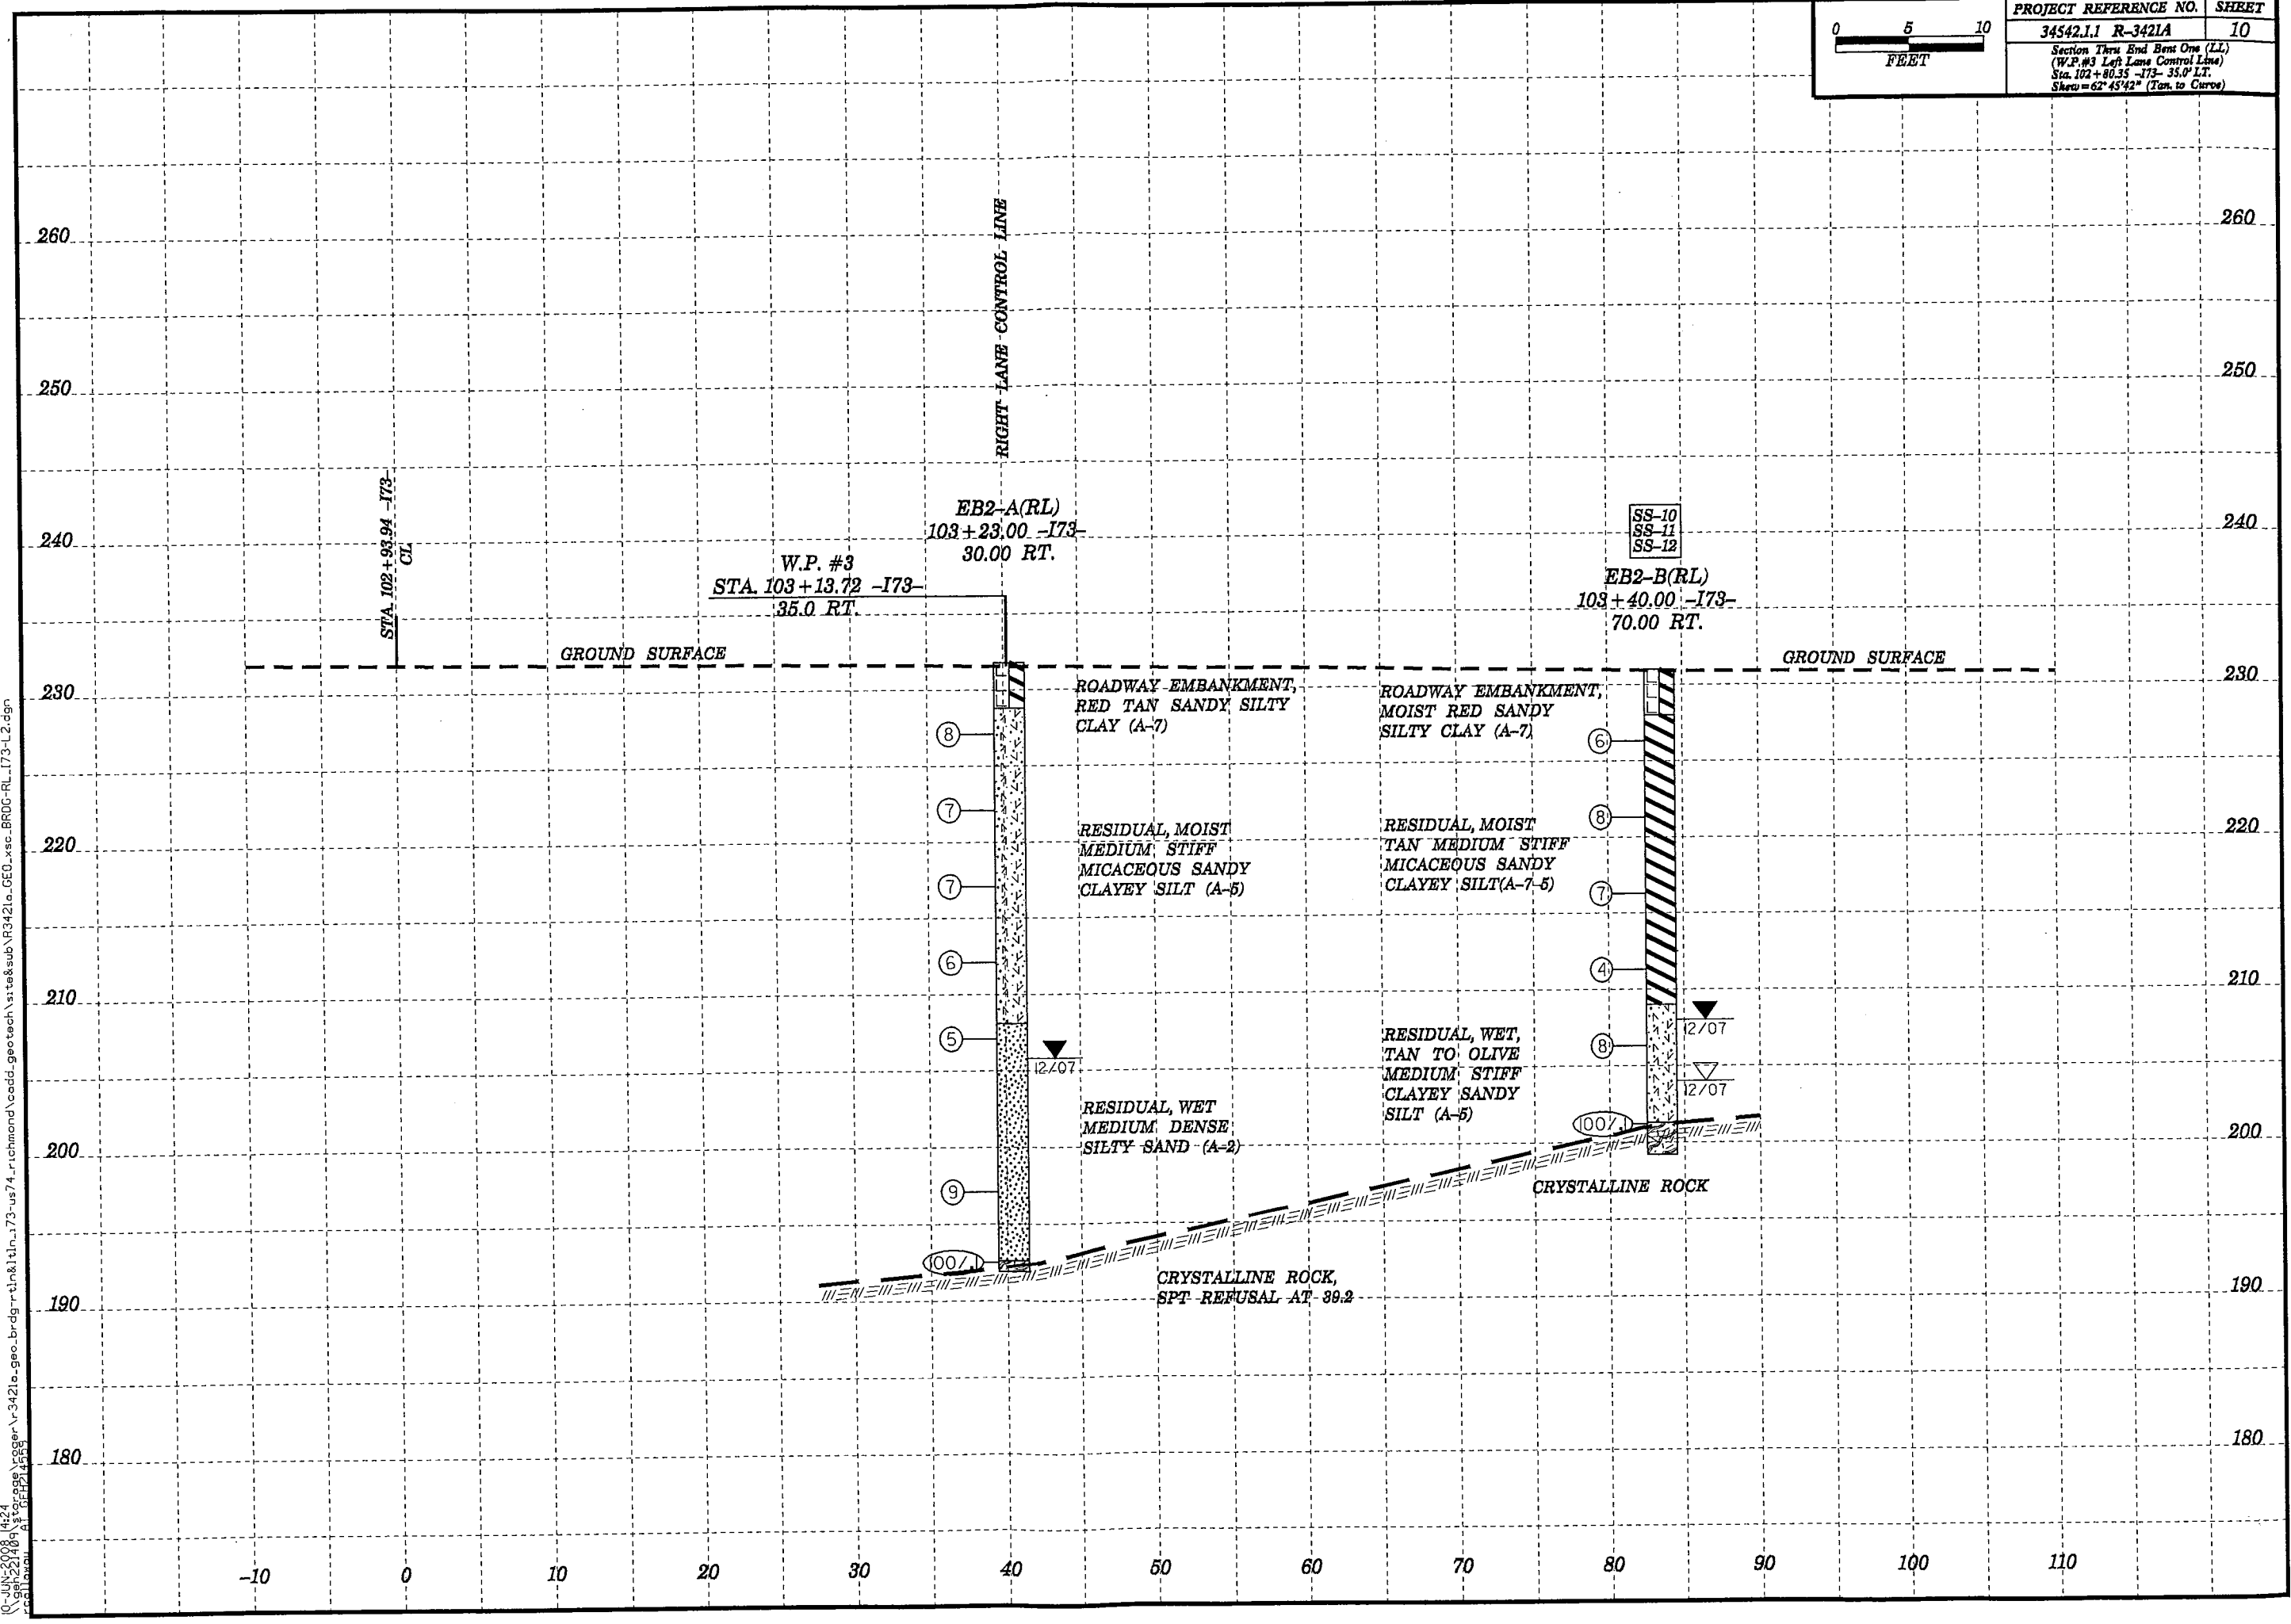 PROJECT REFERENCE NO. SHEET
34542.1.1 R-3421A 10
Section Thru End Bent One (LL)
(W.P.#3 Left Lane Control Line)
Sta. 102+80.35 -I73- 35.0' LT.
Skew=62°45'42" (Tan. to Curve)
0 5 10
FEET
RIGHT LANE CONTROL LINE
STA. 102+93.94 -I73-
CL
EB2-A(RL)
103+23.00 -I73-
30.00 RT.
W.P. #3
STA. 103+13.72 -I73-
35.0 RT.
SS-10
SS-11
SS-12
EB2-B(RL)
103+40.00 -I73-
70.00 RT.
GROUND SURFACE
GROUND SURFACE
ROADWAY EMBANKMENT,
RED TAN SANDY SILTY
CLAY (A-7)
ROADWAY EMBANKMENT,
MOIST RED SANDY
SILTY CLAY (A-7)
RESIDUAL, MOIST
MEDIUM STIFF
MICACEOUS SANDY
CLAYEY SILT (A-5)
RESIDUAL, MOIST
TAN MEDIUM STIFF
MICACEOUS SANDY
CLAYEY SILT(A-7-5)
RESIDUAL, WET
MEDIUM DENSE
SILTY SAND (A-2)
RESIDUAL, WET,
TAN TO OLIVE
MEDIUM STIFF
CLAYEY SANDY
SILT (A-5)
8
7
7
6
5
9
100/.1
12/07
6
8
7
4
8
100/.1
12/07
12/07
CRYSTALLINE ROCK
CRYSTALLINE ROCK,
SPT REFUSAL AT 39.2
260
250
240
230
220
210
200
190
180
260
250
240
230
220
210
200
190
180
-10 0 10 20 30 40 50 60 70 80 90 100 110
10-JUN-2008 14:24